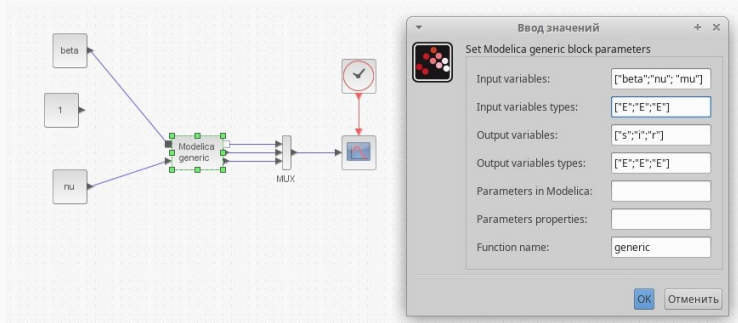 beta
1
nu
Modelica
generic
MUX
Ввод значений
Set Modelica generic block parameters
Input variables: ["beta";"nu"; "mu"]
Input variables types: ["E";"E";"E"]
Output variables: ["s";"i";"r"]
Output variables types: ["E";"E";"E"]
Parameters in Modelica:
Parameters properties:
Function name: generic
OK Отменить